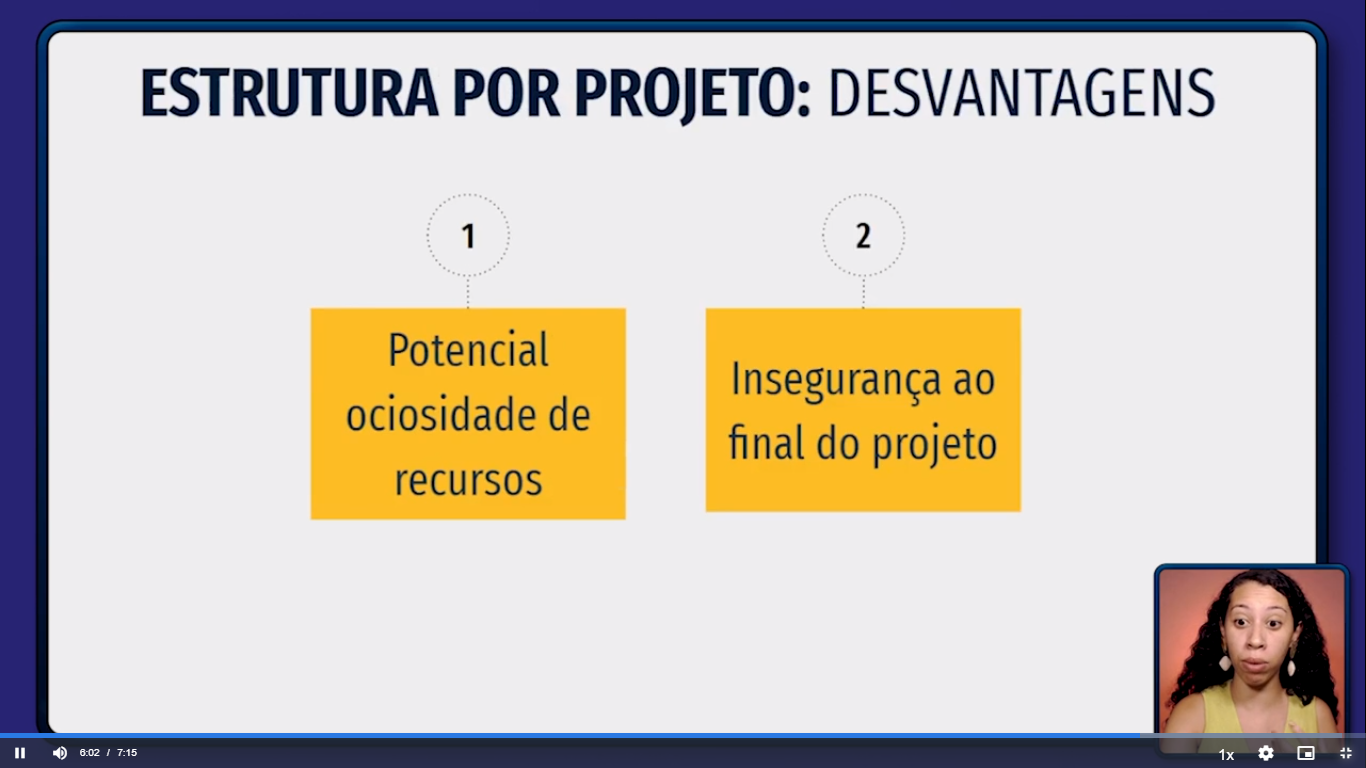 ESTRUTURA POR PROJETO: DESVANTAGENS
1
2
Potencial
ociosidade de
recursos
Insegurança ao
final do projeto
6:02 / 7:15
1x